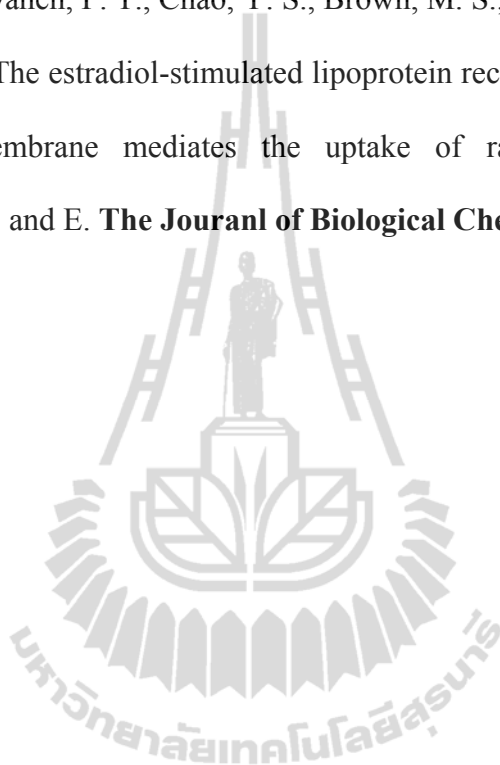 vanen, P. T., Chao, Y. S., Brown, M. S.,
The estradiol-stimulated lipoprotein rec
embrane mediates the uptake of ra
and E. The Jouranl of Biological Che
มหาวิทยาลัยเทคโนโลยีสุรนารี